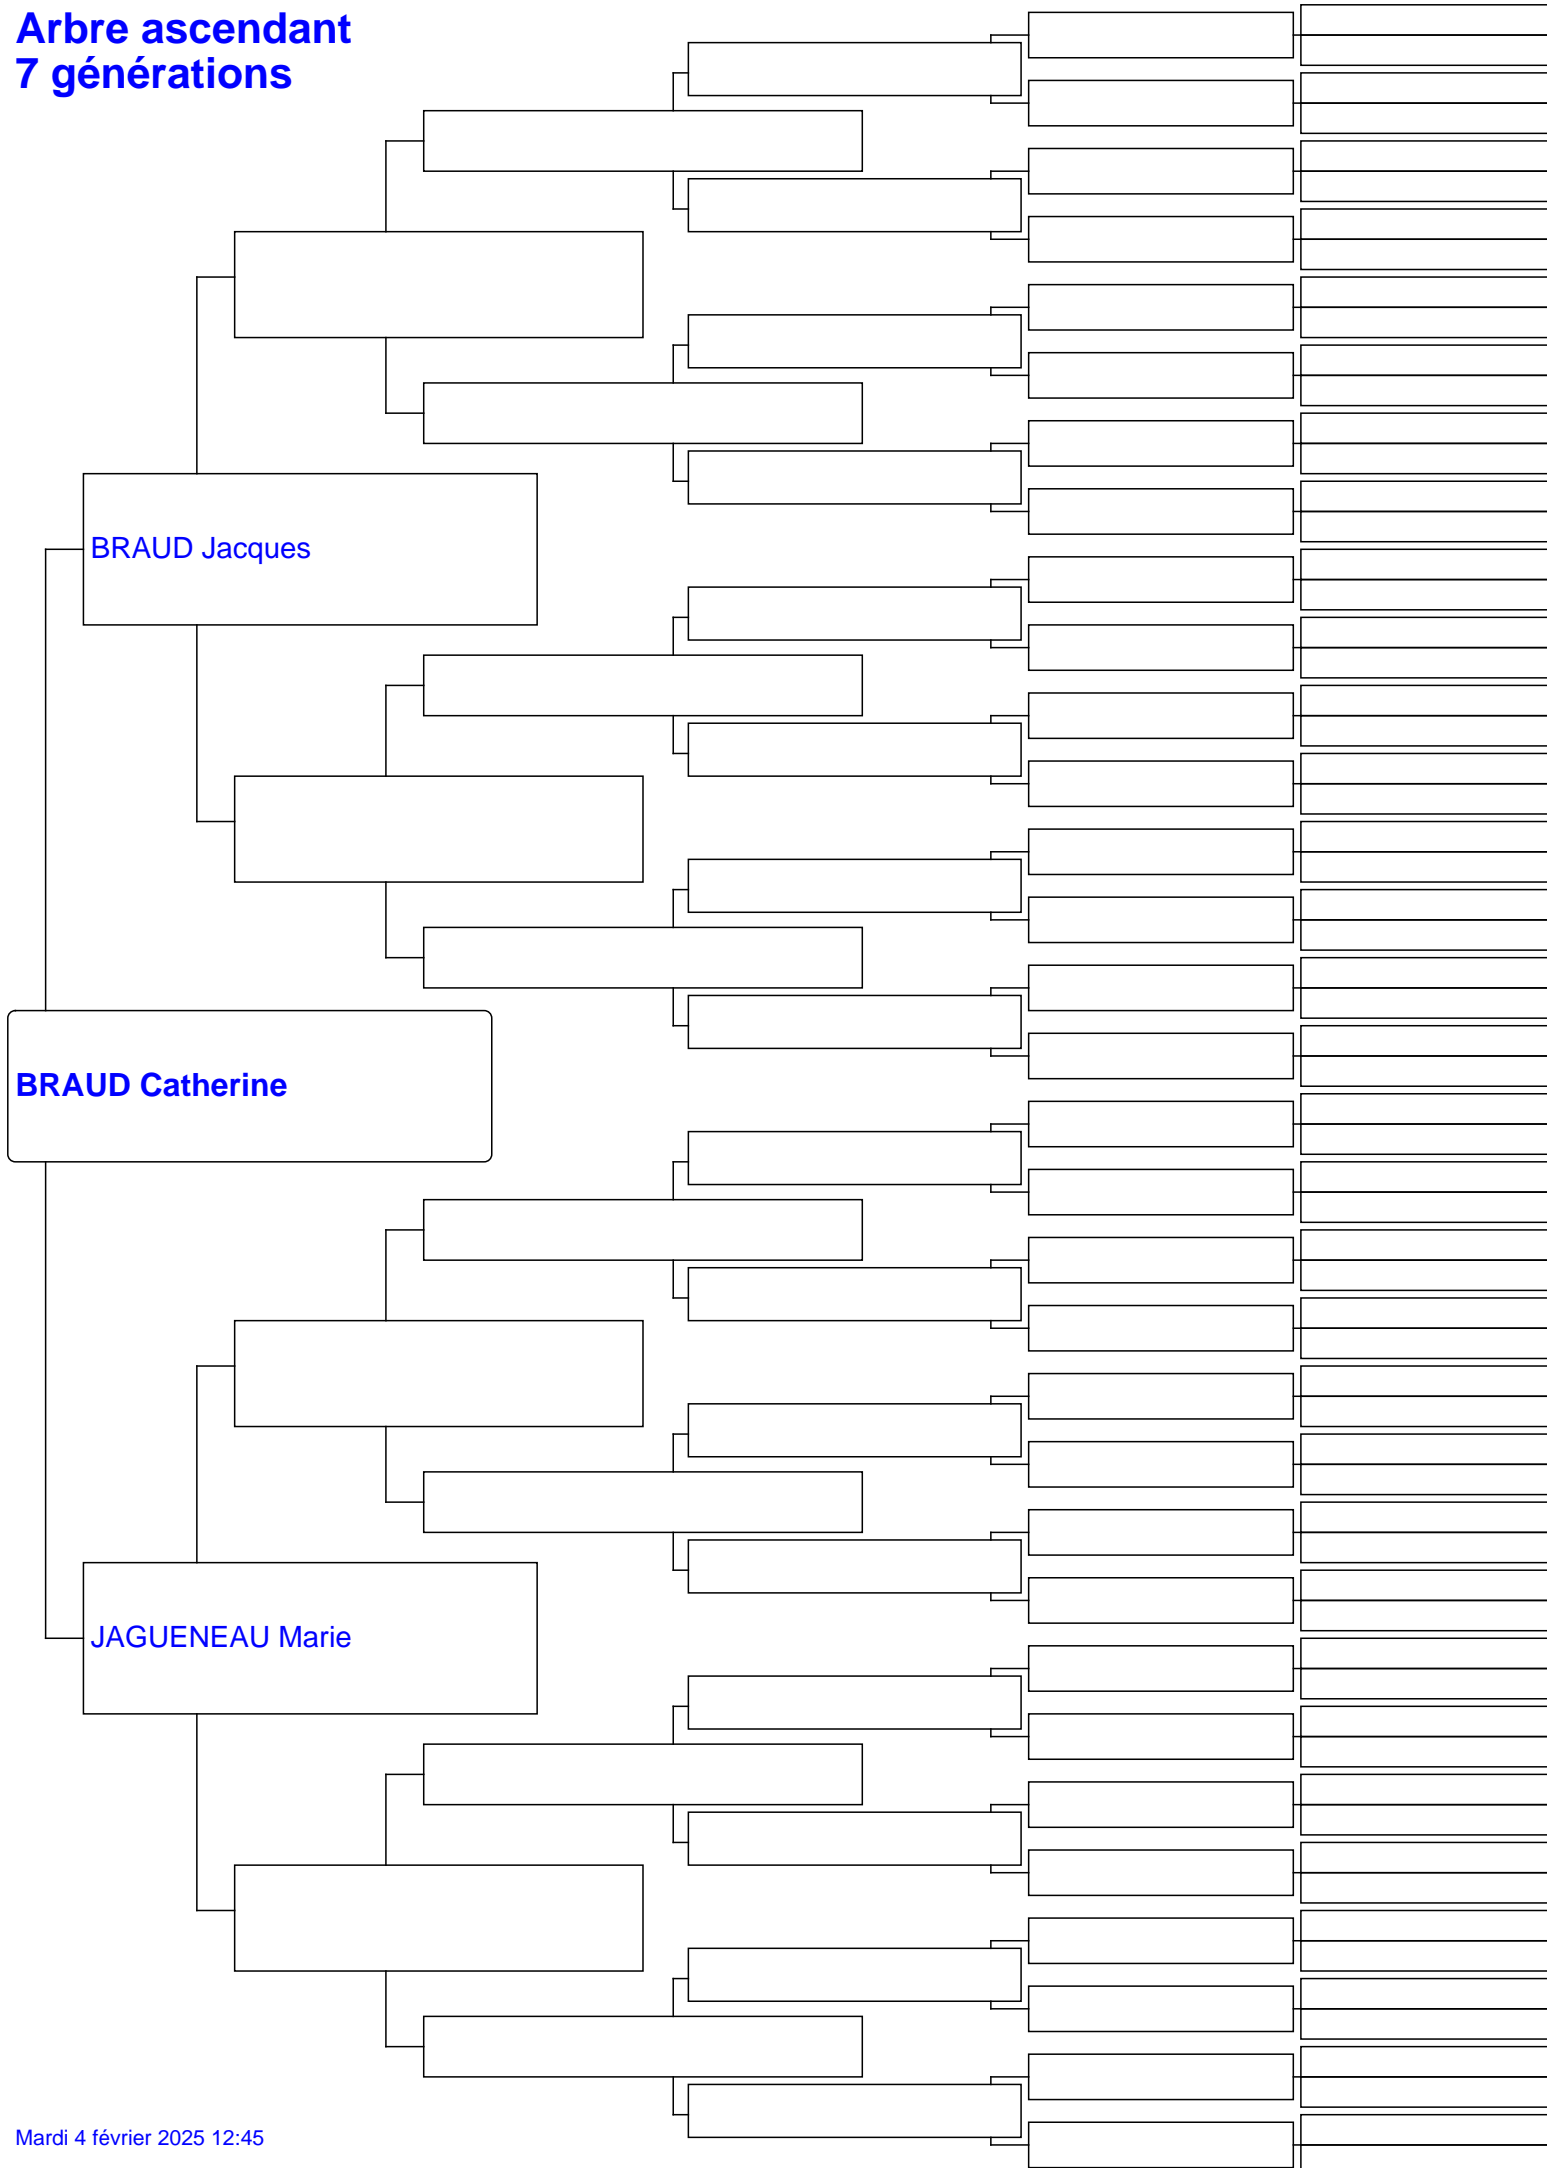 Arbre ascendant
7 générations
BRAUD Jacques
BRAUD Catherine
JAGUENEAU Marie
Mardi 4 février 2025 12:45